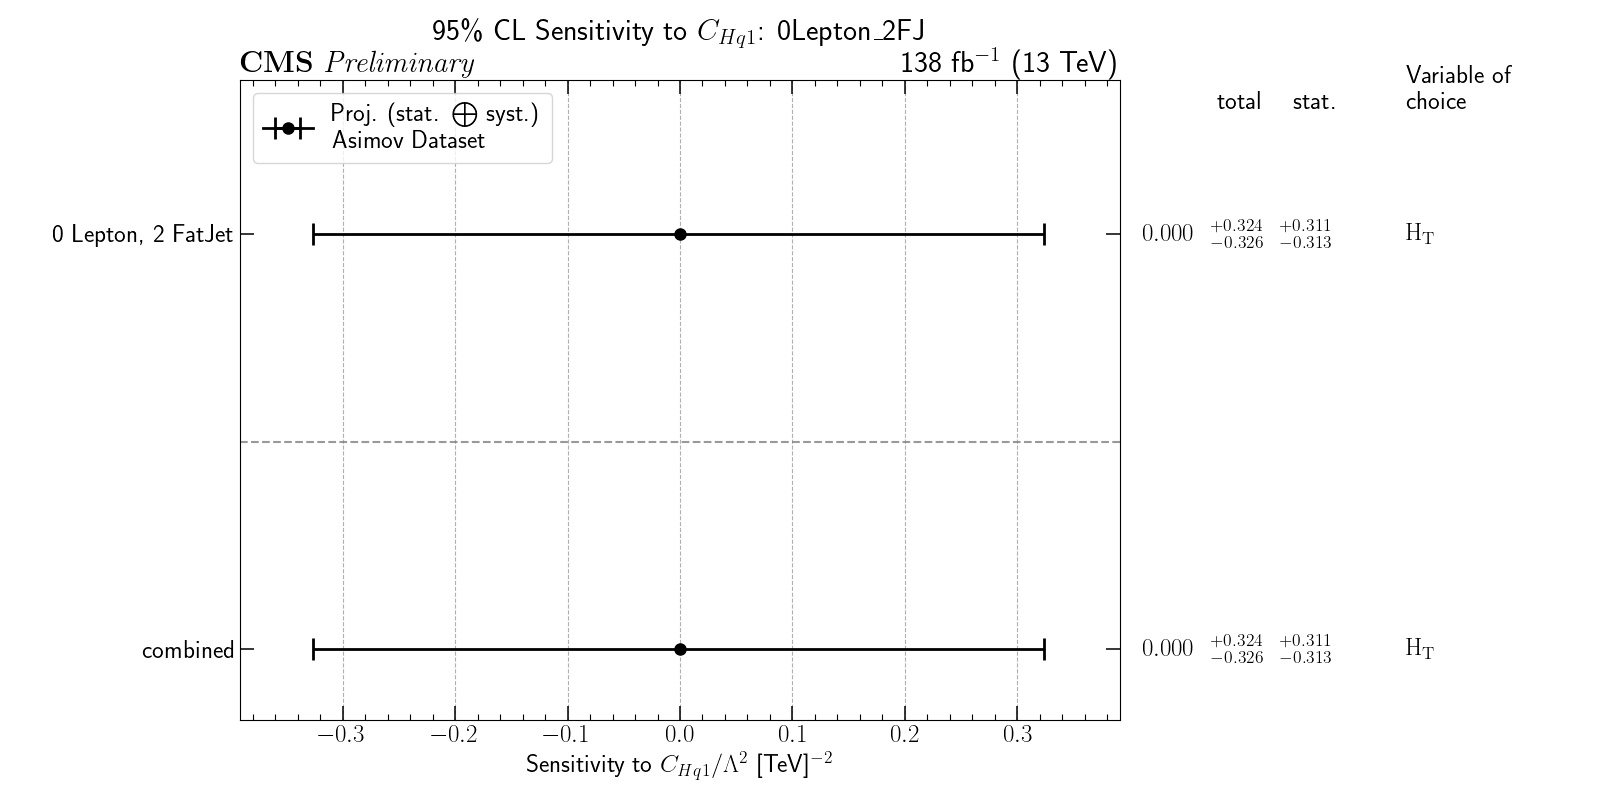 95% CL Sensitivity to C_{Hq1}: 0Lepton_2FJ
CMS Preliminary 138 fb^{-1} (13 TeV)
Variable of
choice
total stat.
Proj. (stat. ⨁ syst.)
Asimov Dataset
0 Lepton, 2 FatJet 0.000 +0.324 −0.326 +0.311 −0.313 H_T
combined 0.000 +0.324 −0.326 +0.311 −0.313 H_T
−0.3 −0.2 −0.1 0.0 0.1 0.2 0.3
Sensitivity to C_{Hq1}/Λ^2 [TeV]^{−2}